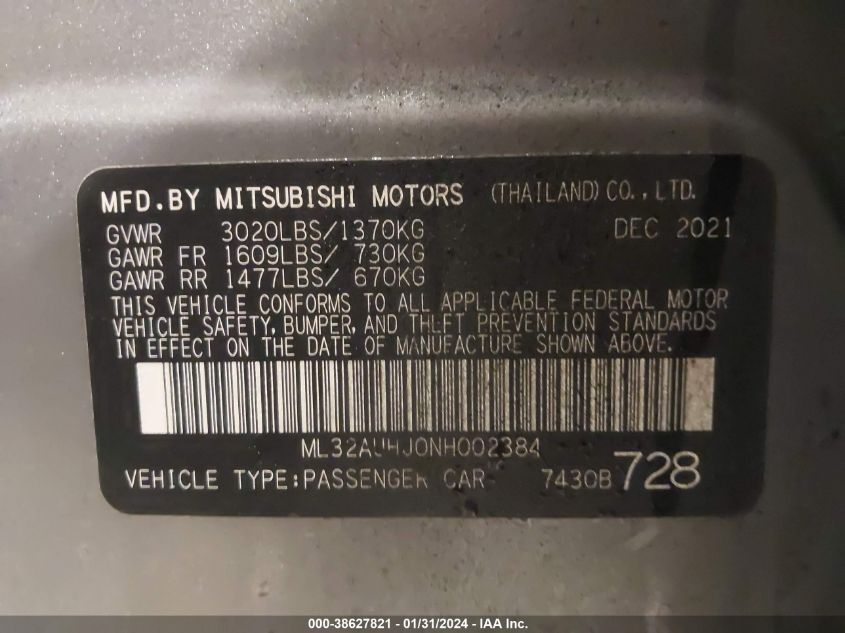 MFD.BY MITSUBISHI MOTORS (THAILAND) CO., LTD.
GVWR 3020LBS/1370KG DEC 2021
GAWR FR 1609LBS/ 730KG
GAWR RR 1477LBS/ 670KG
THIS VEHICLE CONFORMS TO ALL APPLICABLE FEDERAL MOTOR
VEHICLE SAFETY, BUMPER, AND THEFT PREVENTION STANDARDS
IN EFFECT ON THE DATE OF MANUFACTURE SHOWN ABOVE.
ML32AUHJ0NH002384
VEHICLE TYPE:PASSENGER CAR 7430B 728
000-38627821 - 01/31/2024 - IAA Inc.